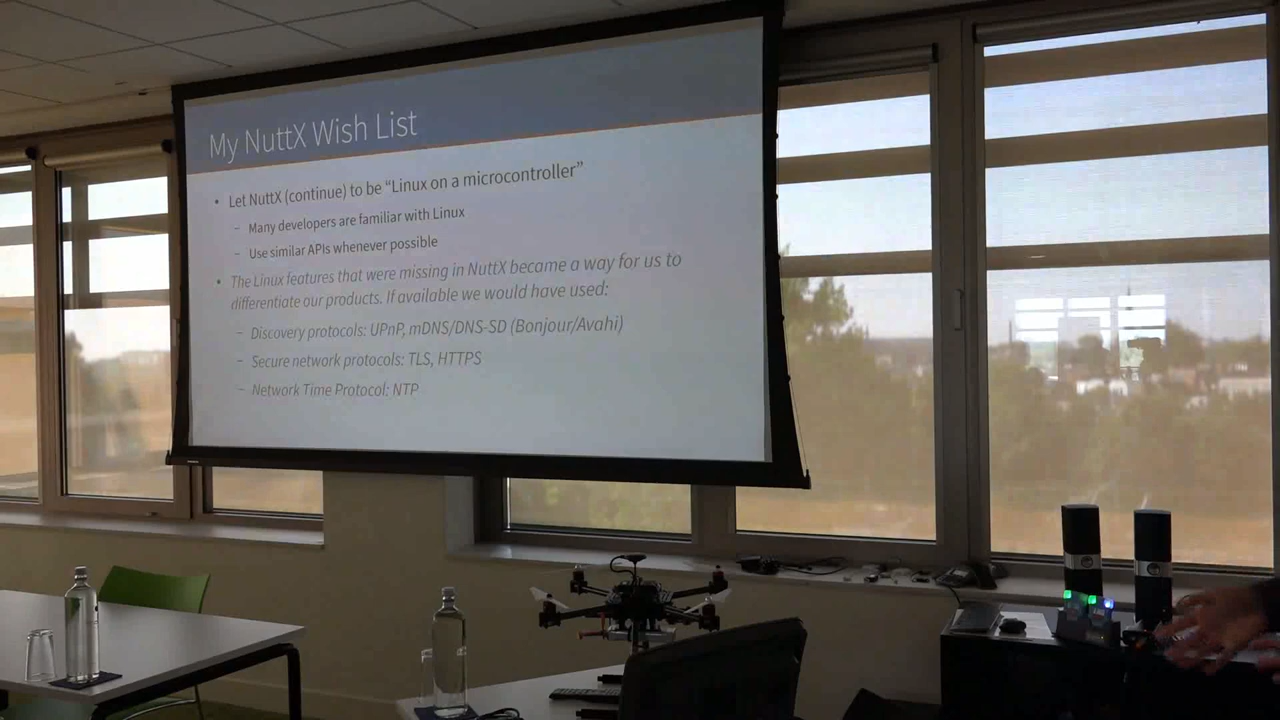 My NuttX Wish List
• Let NuttX (continue) to be “Linux on a microcontroller”
– Many developers are familiar with Linux
– Use similar APIs whenever possible
• The Linux features that were missing in NuttX became a way for us to
differentiate our products. If available we would have used:
– Discovery protocols: UPnP, mDNS/DNS-SD (Bonjour/Avahi)
– Secure network protocols: TLS, HTTPS
– Network Time Protocol: NTP